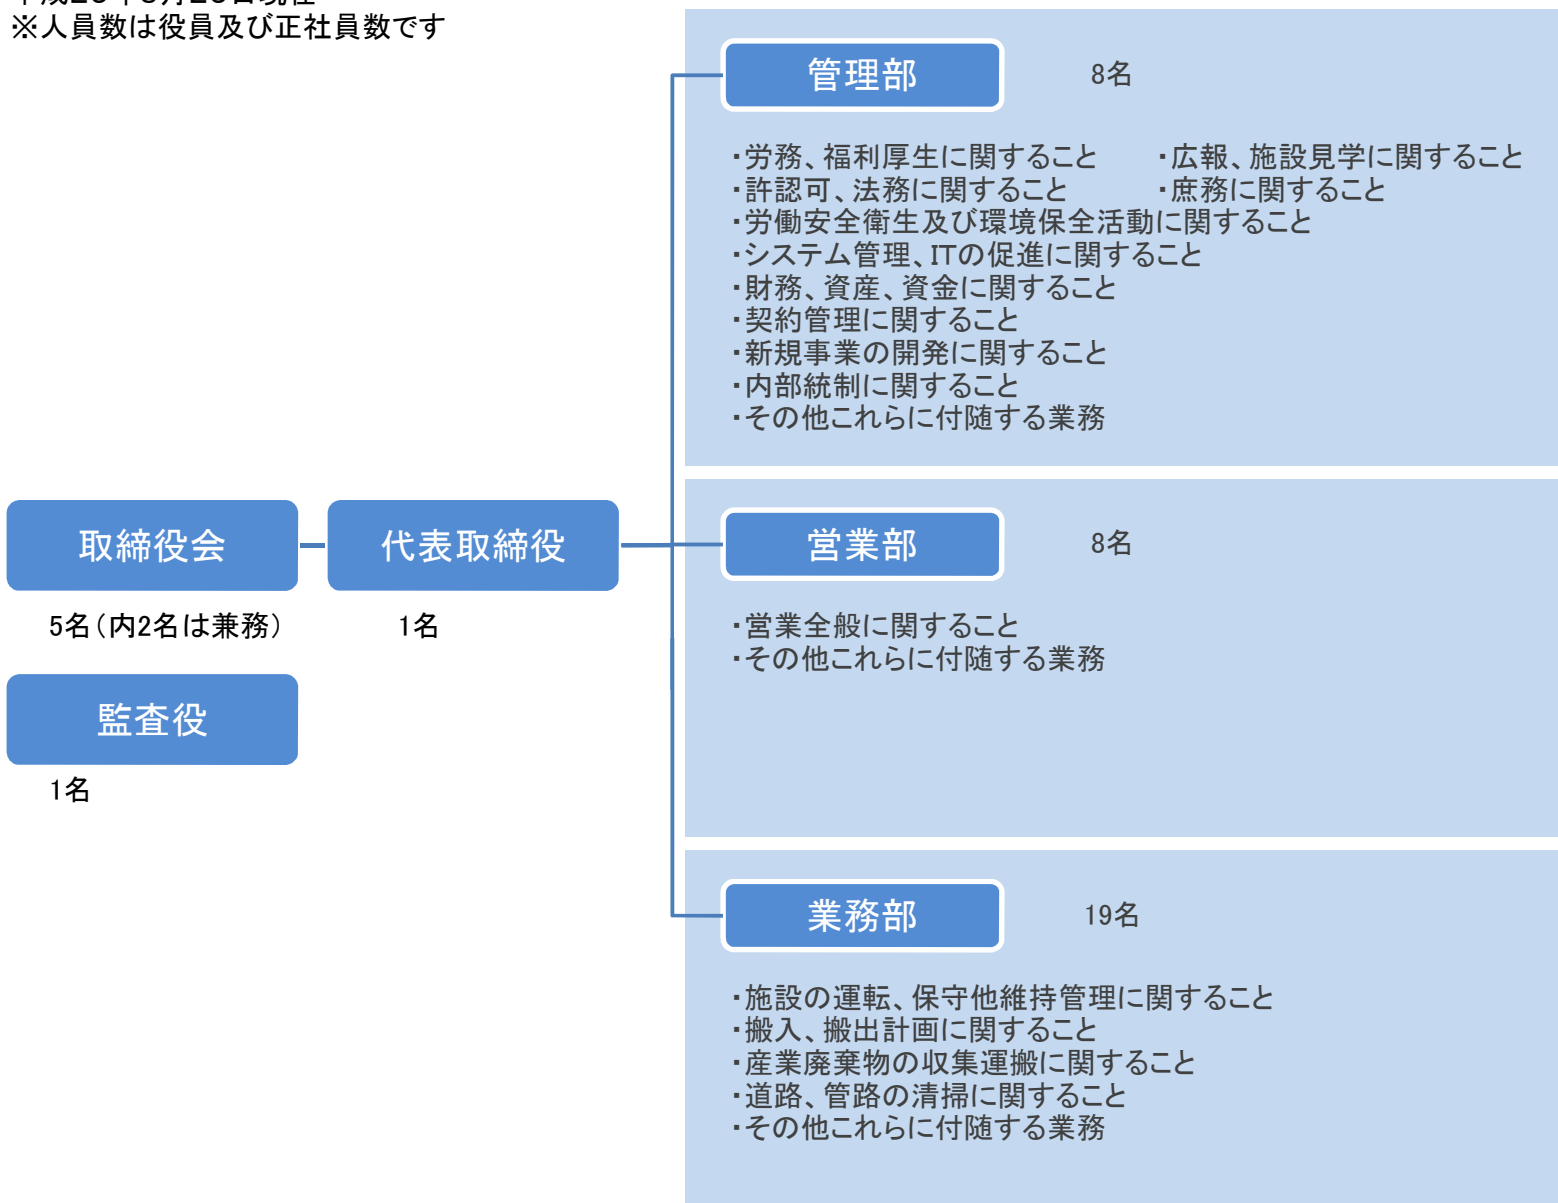 ※人員数は役員及び正社員数です
管理部
8名
・労務、福利厚生に関すること ・広報、施設見学に関すること
・許認可、法務に関すること ・庶務に関すること
・労働安全衛生及び環境保全活動に関すること
・システム管理、ITの促進に関すること
・財務、資産、資金に関すること
・契約管理に関すること
・新規事業の開発に関すること
・内部統制に関すること
・その他これらに付随する業務
取締役会
5名（内2名は兼務）
代表取締役
1名
監査役
1名
営業部
8名
・営業全般に関すること
・その他これらに付随する業務
業務部
19名
・施設の運転、保守他維持管理に関すること
・搬入、搬出計画に関すること
・産業廃棄物の収集運搬に関すること
・道路、管路の清掃に関すること
・その他これらに付随する業務